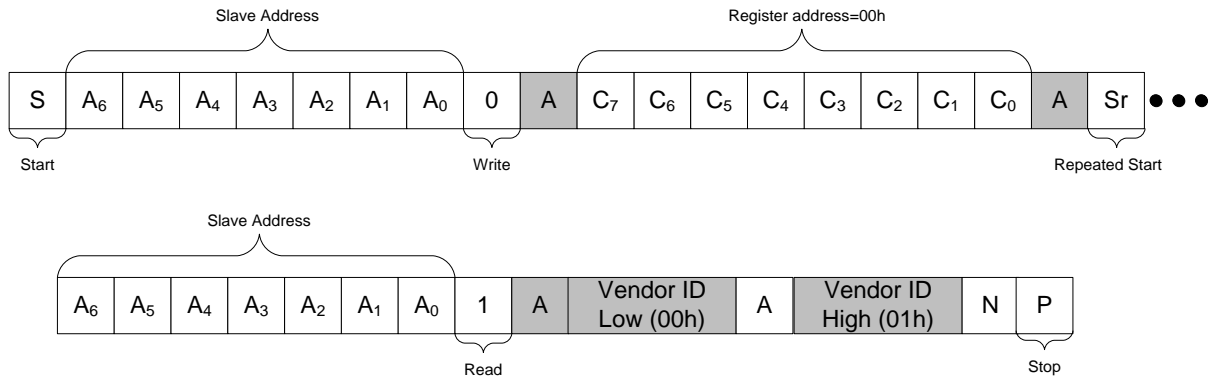 Slave Address Register address=00h
S A₆ A₅ A₄ A₃ A₂ A₁ A₀ 0 A C₇ C₆ C₅ C₄ C₃ C₂ C₁ C₀ A Sr
Start Write Repeated Start
Slave Address
A₆ A₅ A₄ A₃ A₂ A₁ A₀ 1 A Vendor ID Low (00h) A Vendor ID High (01h) N P
Read Stop